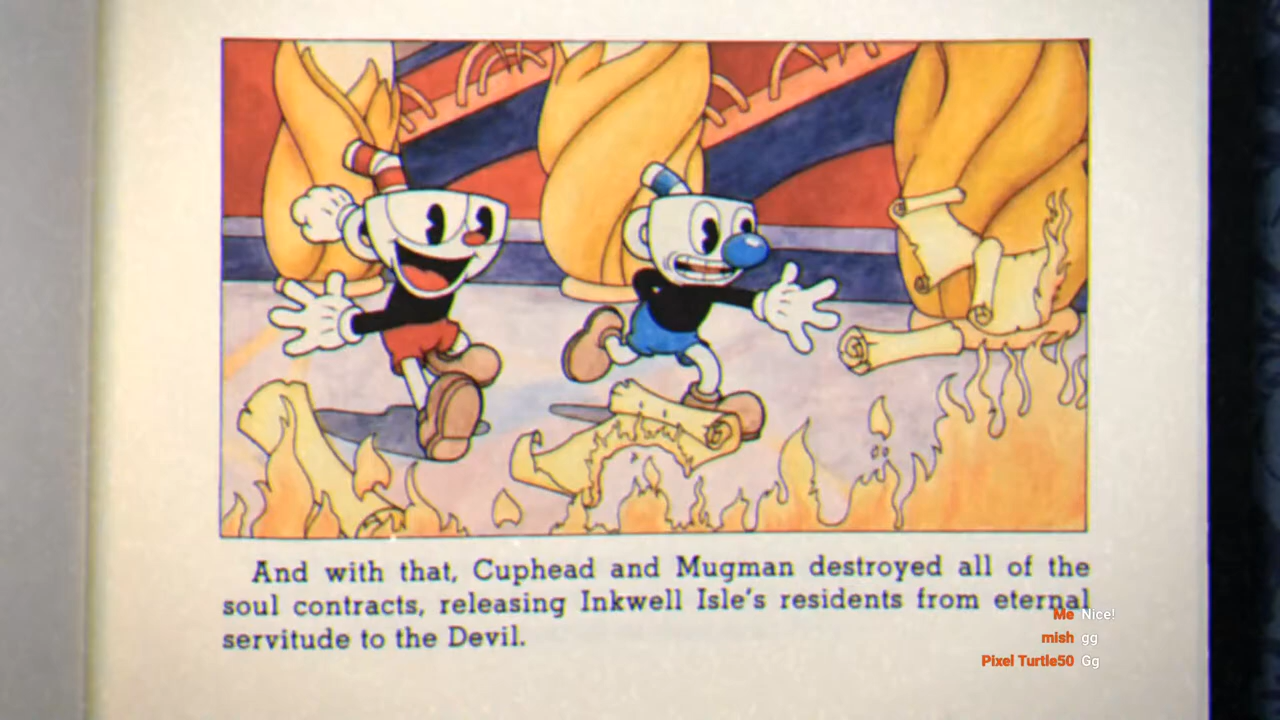 And with that, Cuphead and Mugman destroyed all of the
soul contracts, releasing Inkwell Isle's residents from eternal
servitude to the Devil.
Me Nice!
mish gg
Pixel Turtle50 Gg